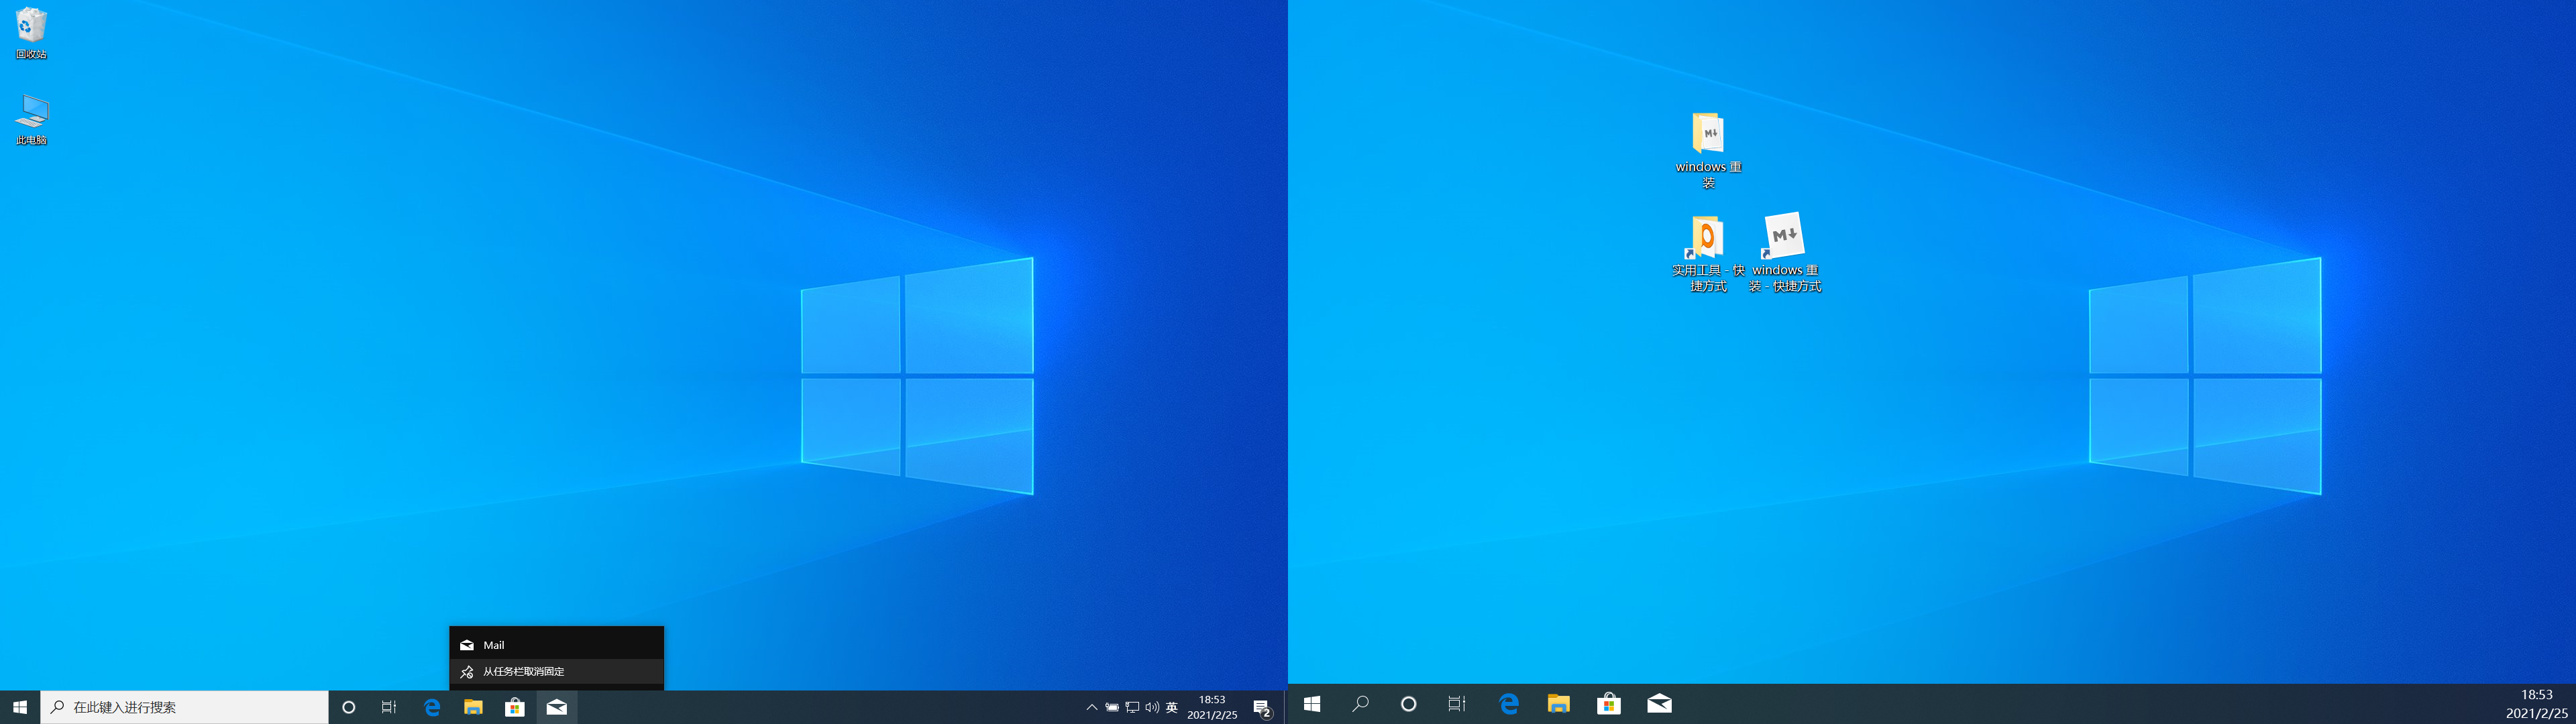 回收站
此电脑
windows 重
装
实用工具 - 快
捷方式
windows 重
装 - 快捷方式
Mail
从任务栏取消固定
在此键入进行搜索
英
18:53
2021/2/25
2
18:53
2021/2/25